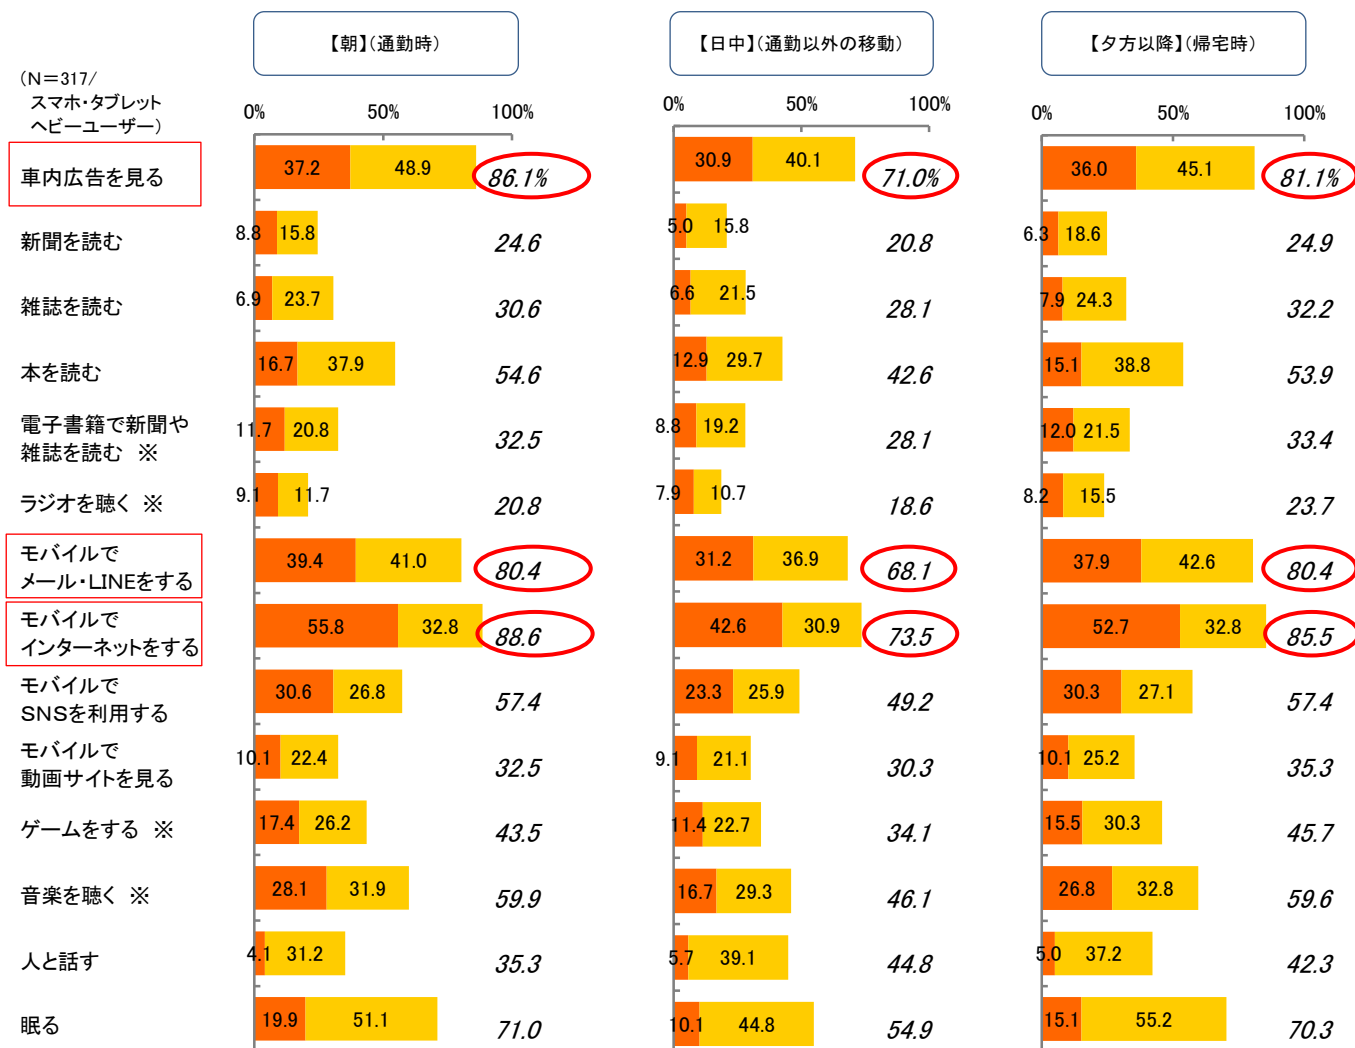 【朝】(通勤時)
【日中】(通勤以外の移動)
【夕方以降】(帰宅時)
(N=317/
スマホ・タブレット
ヘビーユーザー)
0% 50% 100%
0% 50% 100%
0% 50% 100%
車内広告を見る 37.2 48.9 86.1% 30.9 40.1 71.0% 36.0 45.1 81.1%
新聞を読む 8.8 15.8 24.6 5.0 15.8 20.8 6.3 18.6 24.9
雑誌を読む 6.9 23.7 30.6 6.6 21.5 28.1 7.9 24.3 32.2
本を読む 16.7 37.9 54.6 12.9 29.7 42.6 15.1 38.8 53.9
電子書籍で新聞や
雑誌を読む ※ 11.7 20.8 32.5 8.8 19.2 28.1 12.0 21.5 33.4
ラジオを聴く ※ 9.1 11.7 20.8 7.9 10.7 18.6 8.2 15.5 23.7
モバイルで
メール・LINEをする 39.4 41.0 80.4 31.2 36.9 68.1 37.9 42.6 80.4
モバイルで
インターネットをする 55.8 32.8 88.6 42.6 30.9 73.5 52.7 32.8 85.5
モバイルで
SNSを利用する 30.6 26.8 57.4 23.3 25.9 49.2 30.3 27.1 57.4
モバイルで
動画サイトを見る 10.1 22.4 32.5 9.1 21.1 30.3 10.1 25.2 35.3
ゲームをする ※ 17.4 26.2 43.5 11.4 22.7 34.1 15.5 30.3 45.7
音楽を聴く ※ 28.1 31.9 59.9 16.7 29.3 46.1 26.8 32.8 59.6
人と話す 4.1 31.2 35.3 5.7 39.1 44.8 5.0 37.2 42.3
眠る 19.9 51.1 71.0 10.1 44.8 54.9 15.1 55.2 70.3